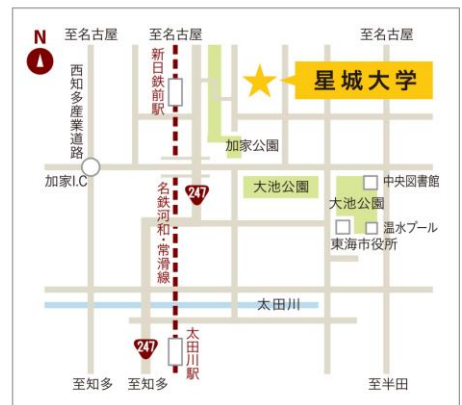 N
至名古屋
至名古屋
至名古屋
西知多産業道路
新日鉄前駅
星城大学
加家公園
加家I.C
中央図書館
大池公園
大池公園
247
名鉄河和・常滑線
温水プール
東海市役所
太田川
太田川駅
247
至知多
至知多
至半田